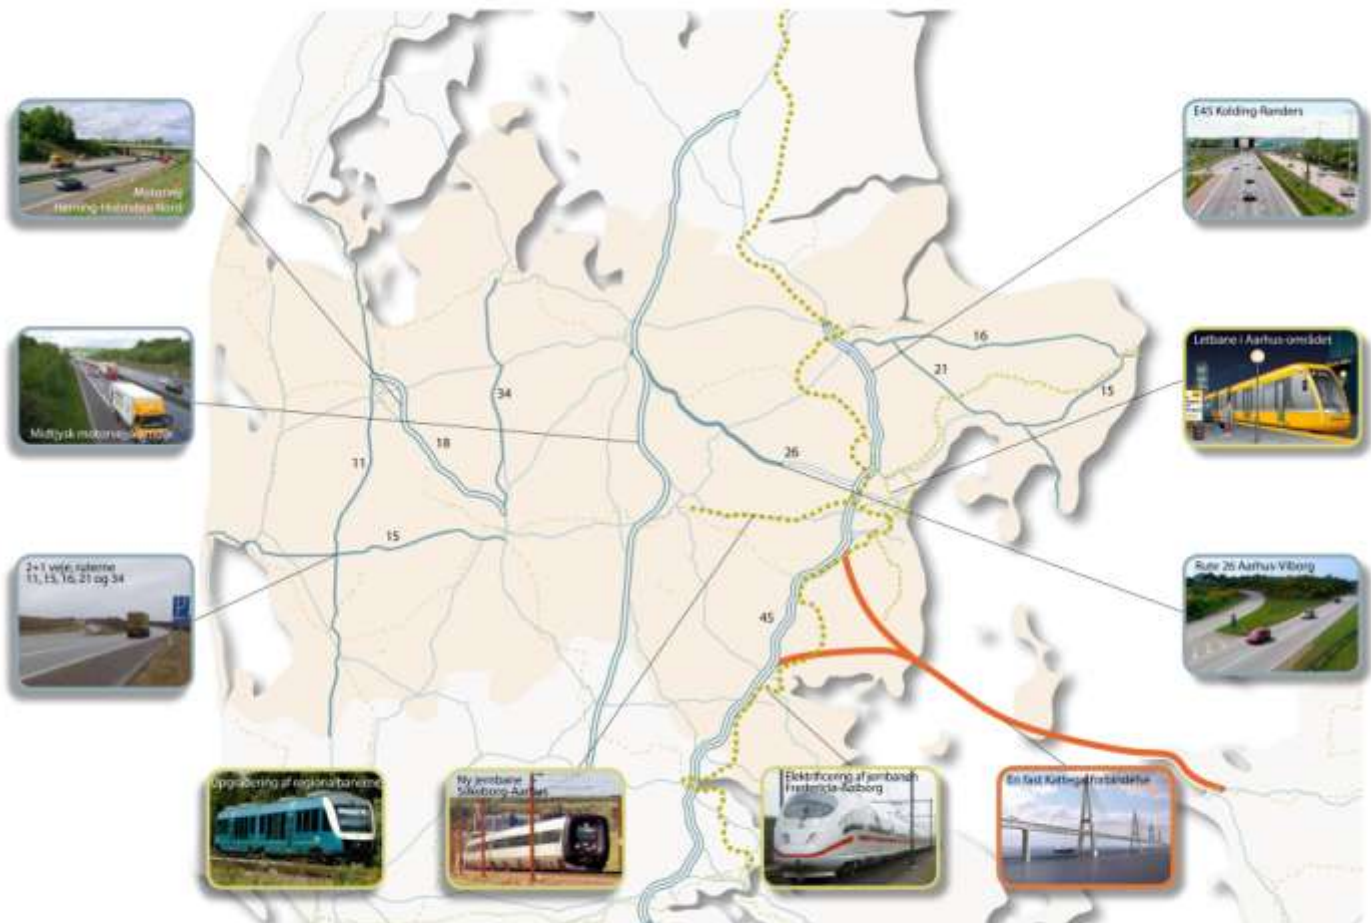 Motorvej
Herning-Holstebro Nord
E45 Kolding-Randers
Midtjysk
Letbane i Aarhus-området
2+1 veje, ruterne
11, 15, 16, 21 og 34
Rute 26 Aarhus-Viborg
16
21
15
34
18
11
26
15
45
Opgradering af regionalbanerne
Ny jernbane
Silkeborg-Aarhus
Elektrificering af jernbanen
Fredericia-Aalborg
En fast Kattegatforbindelse